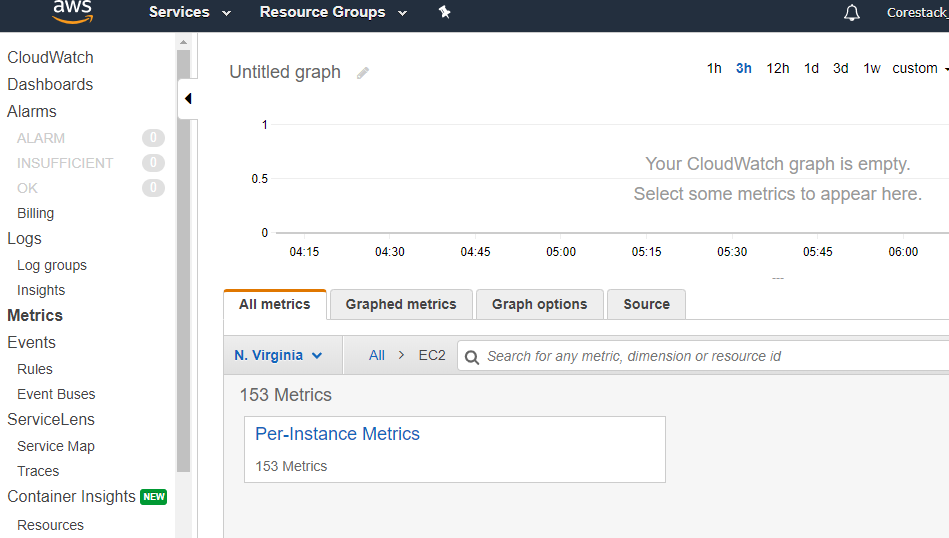 aws
Services
Resource Groups
Corestack
CloudWatch
Dashboards
Alarms
ALARM 0
INSUFFICIENT 0
OK 0
Billing
Logs
Log groups
Insights
Metrics
Events
Rules
Event Buses
ServiceLens
Service Map
Traces
Container Insights NEW
Resources
Untitled graph
1h 3h 12h 1d 3d 1w custom
1
0.5
0
Your CloudWatch graph is empty.
Select some metrics to appear here.
04:15 04:30 04:45 05:00 05:15 05:30 05:45 06:00
---
All metrics
Graphed metrics
Graph options
Source
N. Virginia
All > EC2
Search for any metric, dimension or resource id
153 Metrics
Per-Instance Metrics
153 Metrics